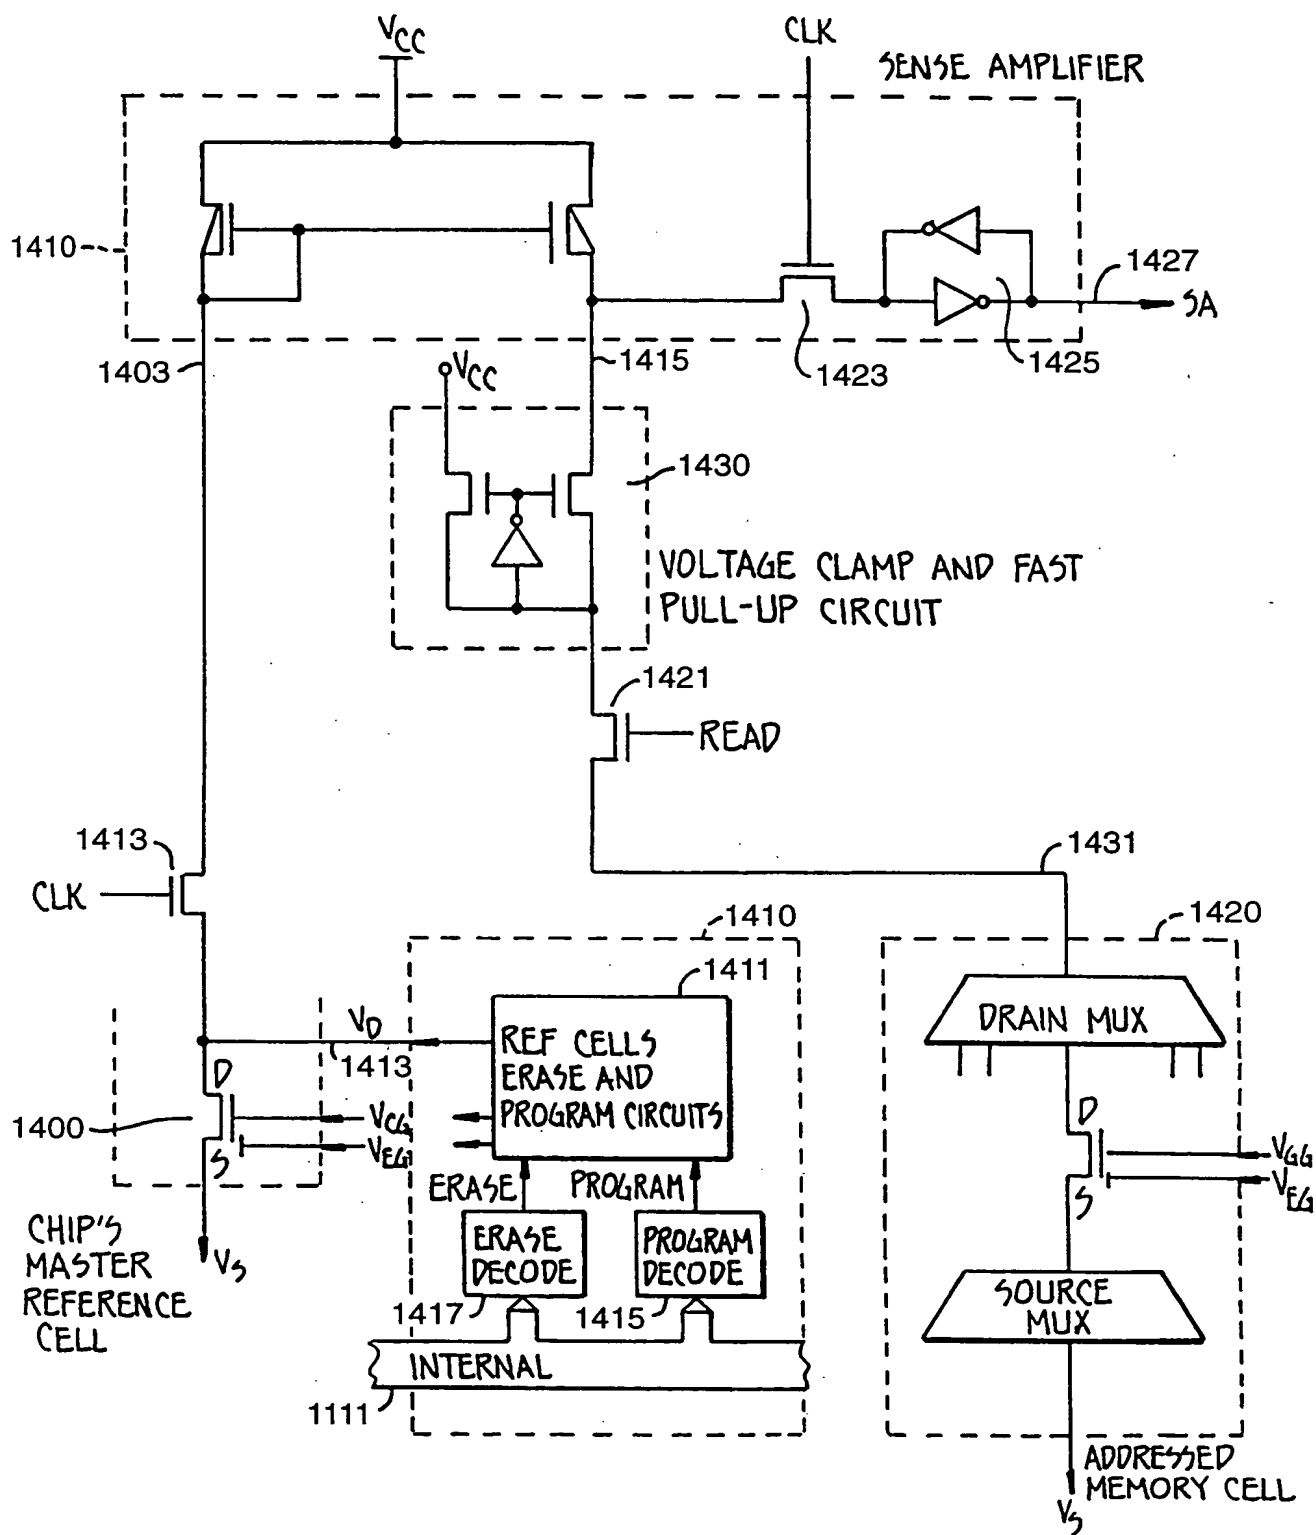 VCC
CLK
SENSE AMPLIFIER
1410
1427
SA
1403
1415
1423
1425
VCC
1430
VOLTAGE CLAMP AND FAST
PULL-UP CIRCUIT
1421
READ
1413
CLK
1431
1410
1420
1411
DRAIN MUX
VD
1413
REF CELLS
ERASE AND
PROGRAM CIRCUITS
D
1400
VCG
VEG
S
D
VGG
VEG
S
ERASE
PROGRAM
ERASE
DECODE
PROGRAM
DECODE
CHIP'S
MASTER
REFERENCE
CELL
VS
1417
1415
SOURCE
MUX
INTERNAL
1111
ADDRESSED
MEMORY CELL
VS